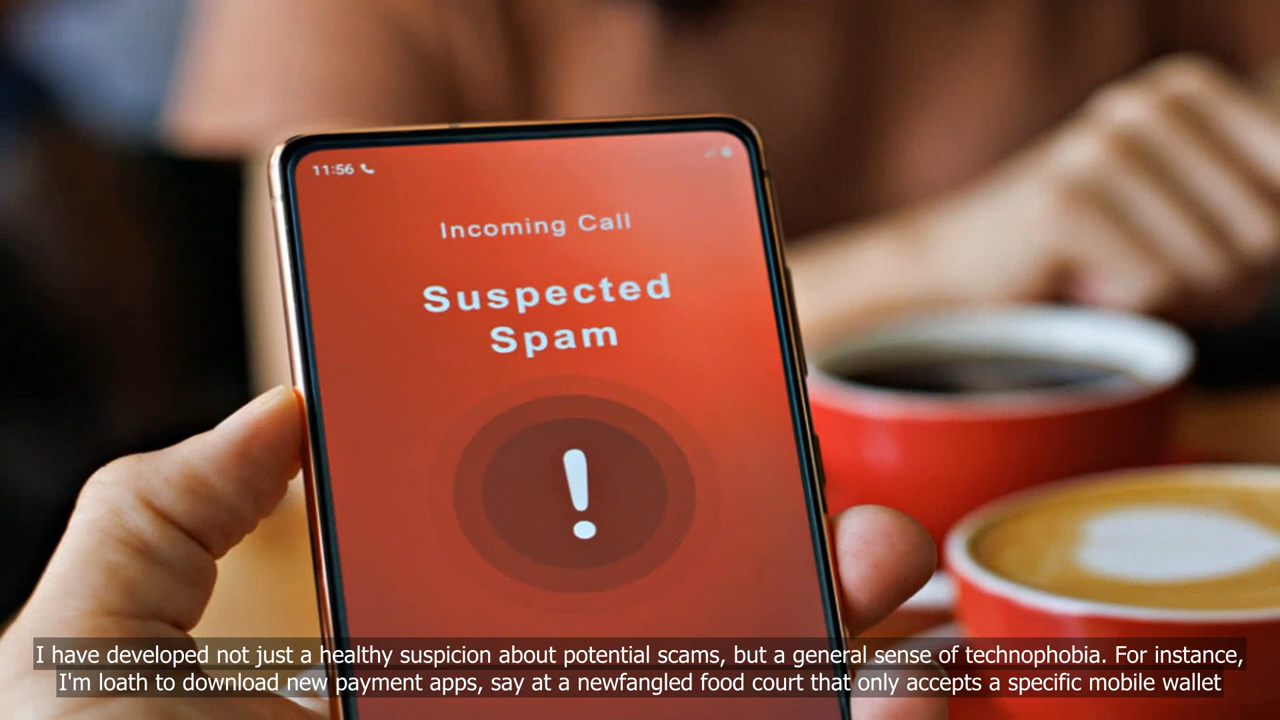 11:56
Incoming Call
Suspected
Spam
!
I have developed not just a healthy suspicion about potential scams, but a general sense of technophobia. For instance,
I'm loath to download new payment apps, say at a newfangled food court that only accepts a specific mobile wallet